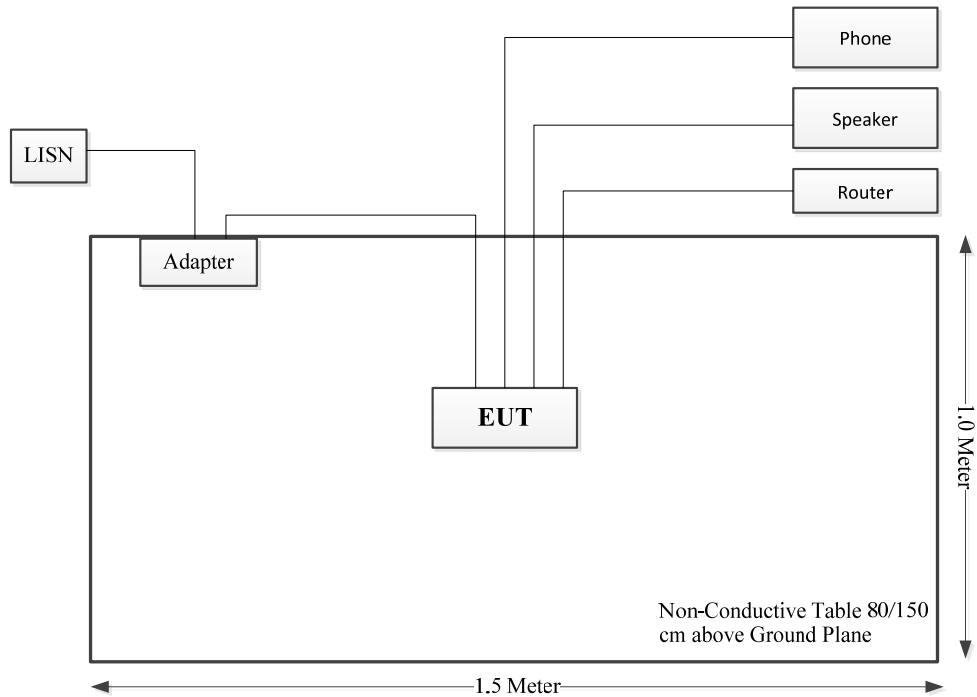 Phone
Speaker
LISN
Router
Adapter
EUT
1.0 Meter
Non-Conductive Table 80/150
cm above Ground Plane
1.5 Meter